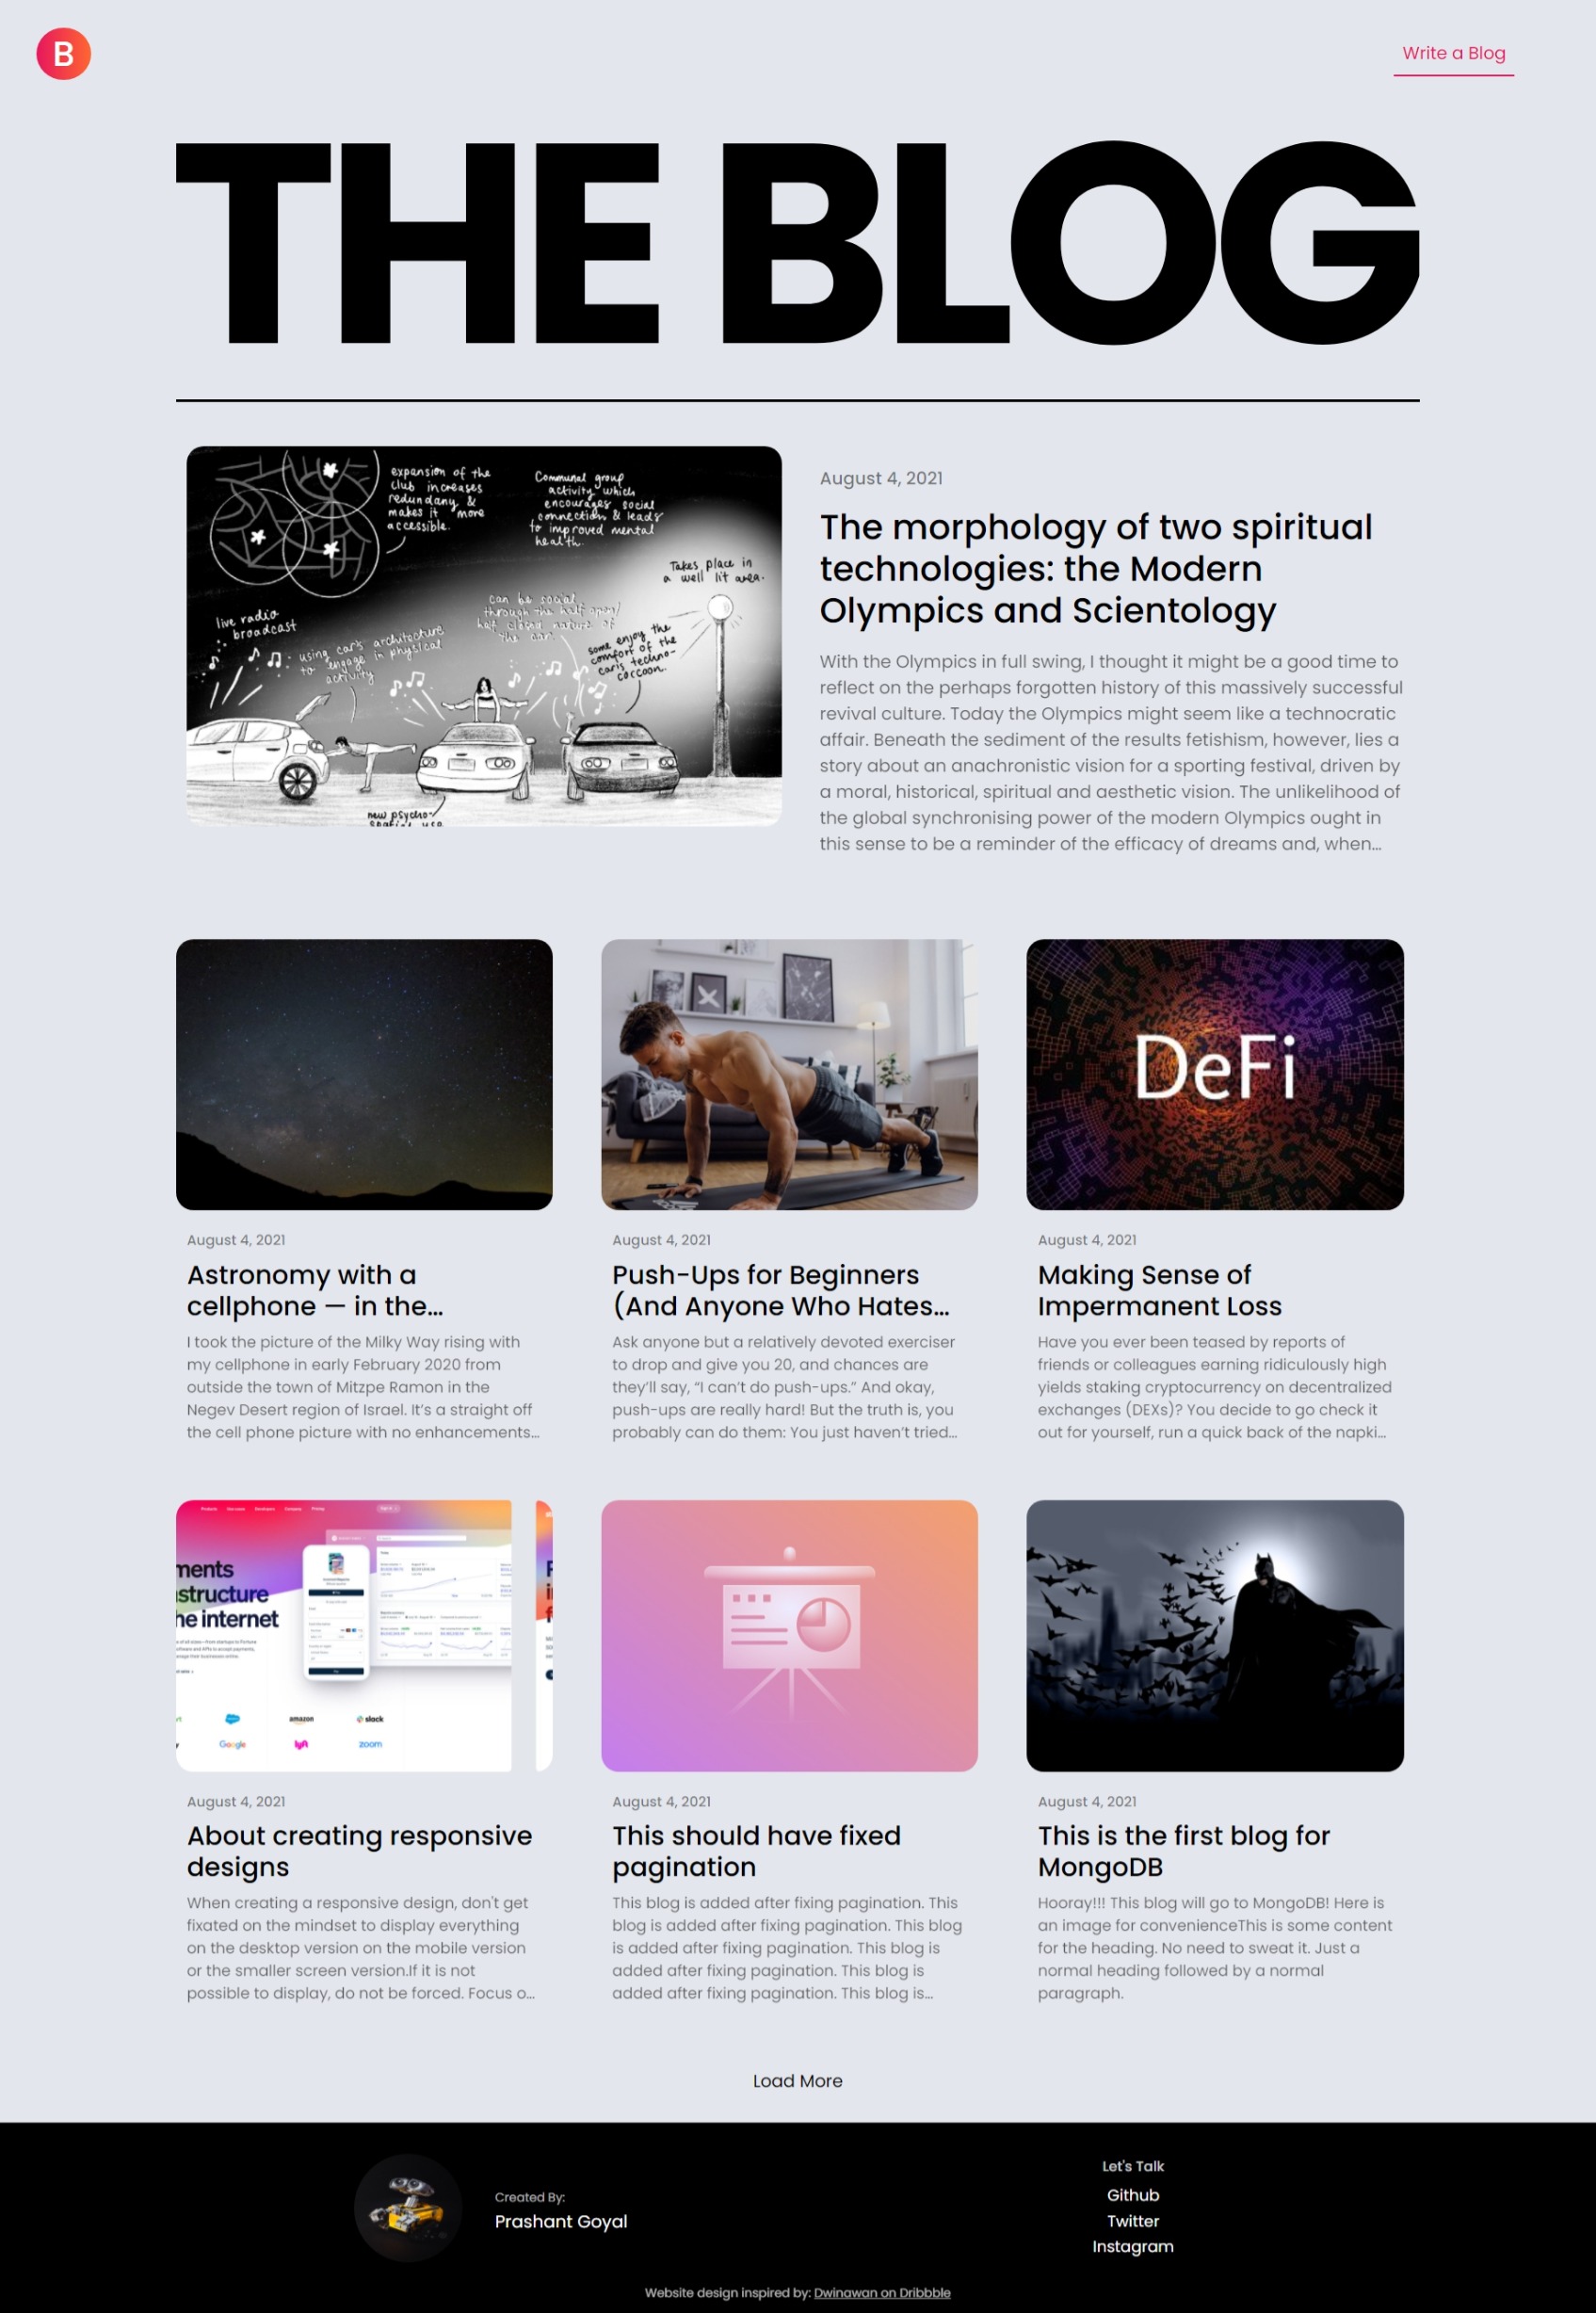 B
Write a Blog
THE BLOG
expansion of the
club increases
redundany &
makes it more
accessible.
Communal group
activity which
encourages social
connection & leads
to improved mental
health.
Takes place in
a well lit area.
live radio
broadcast
using car's architecture
to engage in physical
activity
can be social
through the half open/
half closed nature of
the car.
some enjoy the
comfort of the
car's techno-
cocoon.
new psycho-
August 4, 2021
The morphology of two spiritual
technologies: the Modern
Olympics and Scientology
With the Olympics in full swing, I thought it might be a good time to
reflect on the perhaps forgotten history of this massively successful
revival culture. Today the Olympics might seem like a technocratic
affair. Beneath the sediment of the results fetishism, however, lies a
story about an anachronistic vision for a sporting festival, driven by
a moral, historical, spiritual and aesthetic vision. The unlikelihood of
the global synchronising power of the modern Olympics ought in
this sense to be a reminder of the efficacy of dreams and, when...
August 4, 2021
Astronomy with a
cellphone — in the...
I took the picture of the Milky Way rising with
my cellphone in early February 2020 from
outside the town of Mitzpe Ramon in the
Negev Desert region of Israel. It's a straight off
the cell phone picture with no enhancements...
August 4, 2021
Push-Ups for Beginners
(And Anyone Who Hates...
Ask anyone but a relatively devoted exerciser
to drop and give you 20, and chances are
they'll say, “I can't do push-ups.” And okay,
push-ups are really hard! But the truth is, you
probably can do them: You just haven't tried...
DeFi
August 4, 2021
Making Sense of
Impermanent Loss
Have you ever been teased by reports of
friends or colleagues earning ridiculously high
yields staking cryptocurrency on decentralized
exchanges (DEXs)? You decide to go check it
out for yourself, run a quick back of the napki...
Products Developers Company Pricing
ments
structure
he internet
amazon
slack
Google
lyft
zoom
August 4, 2021
About creating responsive
designs
When creating a responsive design, don't get
fixated on the mindset to display everything
on the desktop version on the mobile version
or the smaller screen version.If it is not
possible to display, do not be forced. Focus o...
August 4, 2021
This should have fixed
pagination
This blog is added after fixing pagination. This
blog is added after fixing pagination. This blog
is added after fixing pagination. This blog is
added after fixing pagination. This blog is
added after fixing pagination. This blog is...
August 4, 2021
This is the first blog for
MongoDB
Hooray!!! This blog will go to MongoDB! Here is
an image for convenienceThis is some content
for the heading. No need to sweat it. Just a
normal heading followed by a normal
paragraph.
Load More
Created By:
Prashant Goyal
Let's Talk
Github
Twitter
Instagram
Website design inspired by: Dwinawan on Dribbble